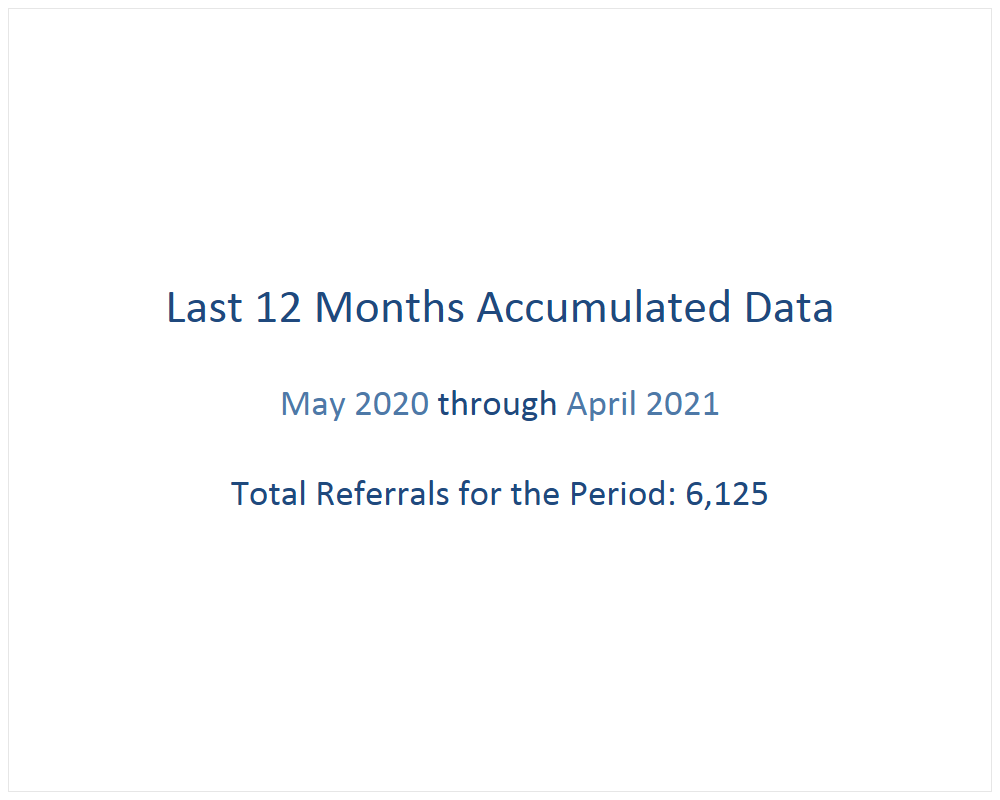 Last 12 Months Accumulated Data
May 2020 through April 2021
Total Referrals for the Period: 6,125